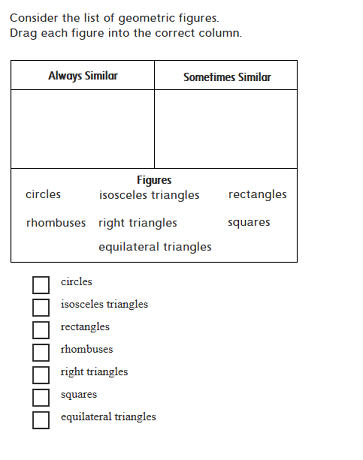 Consider the list of geometric figures.
Drag each figure into the correct column.
Always Similar
Sometimes Similar
Figures
circles isosceles triangles rectangles
rhombuses right triangles squares
equilateral triangles
circles
isosceles triangles
rectangles
rhombuses
right triangles
squares
equilateral triangles